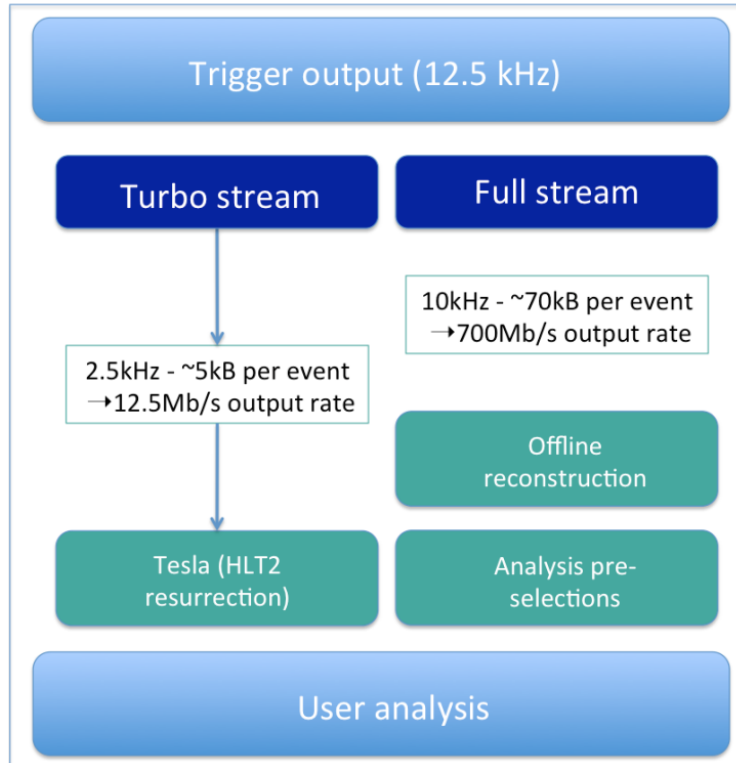 Trigger output (12.5 kHz)
Turbo stream
Full stream
10kHz - ~70kB per event
→700Mb/s output rate
2.5kHz - ~5kB per event
→12.5Mb/s output rate
Offline
reconstruction
Tesla (HLT2
resurrection)
Analysis pre-
selections
User analysis